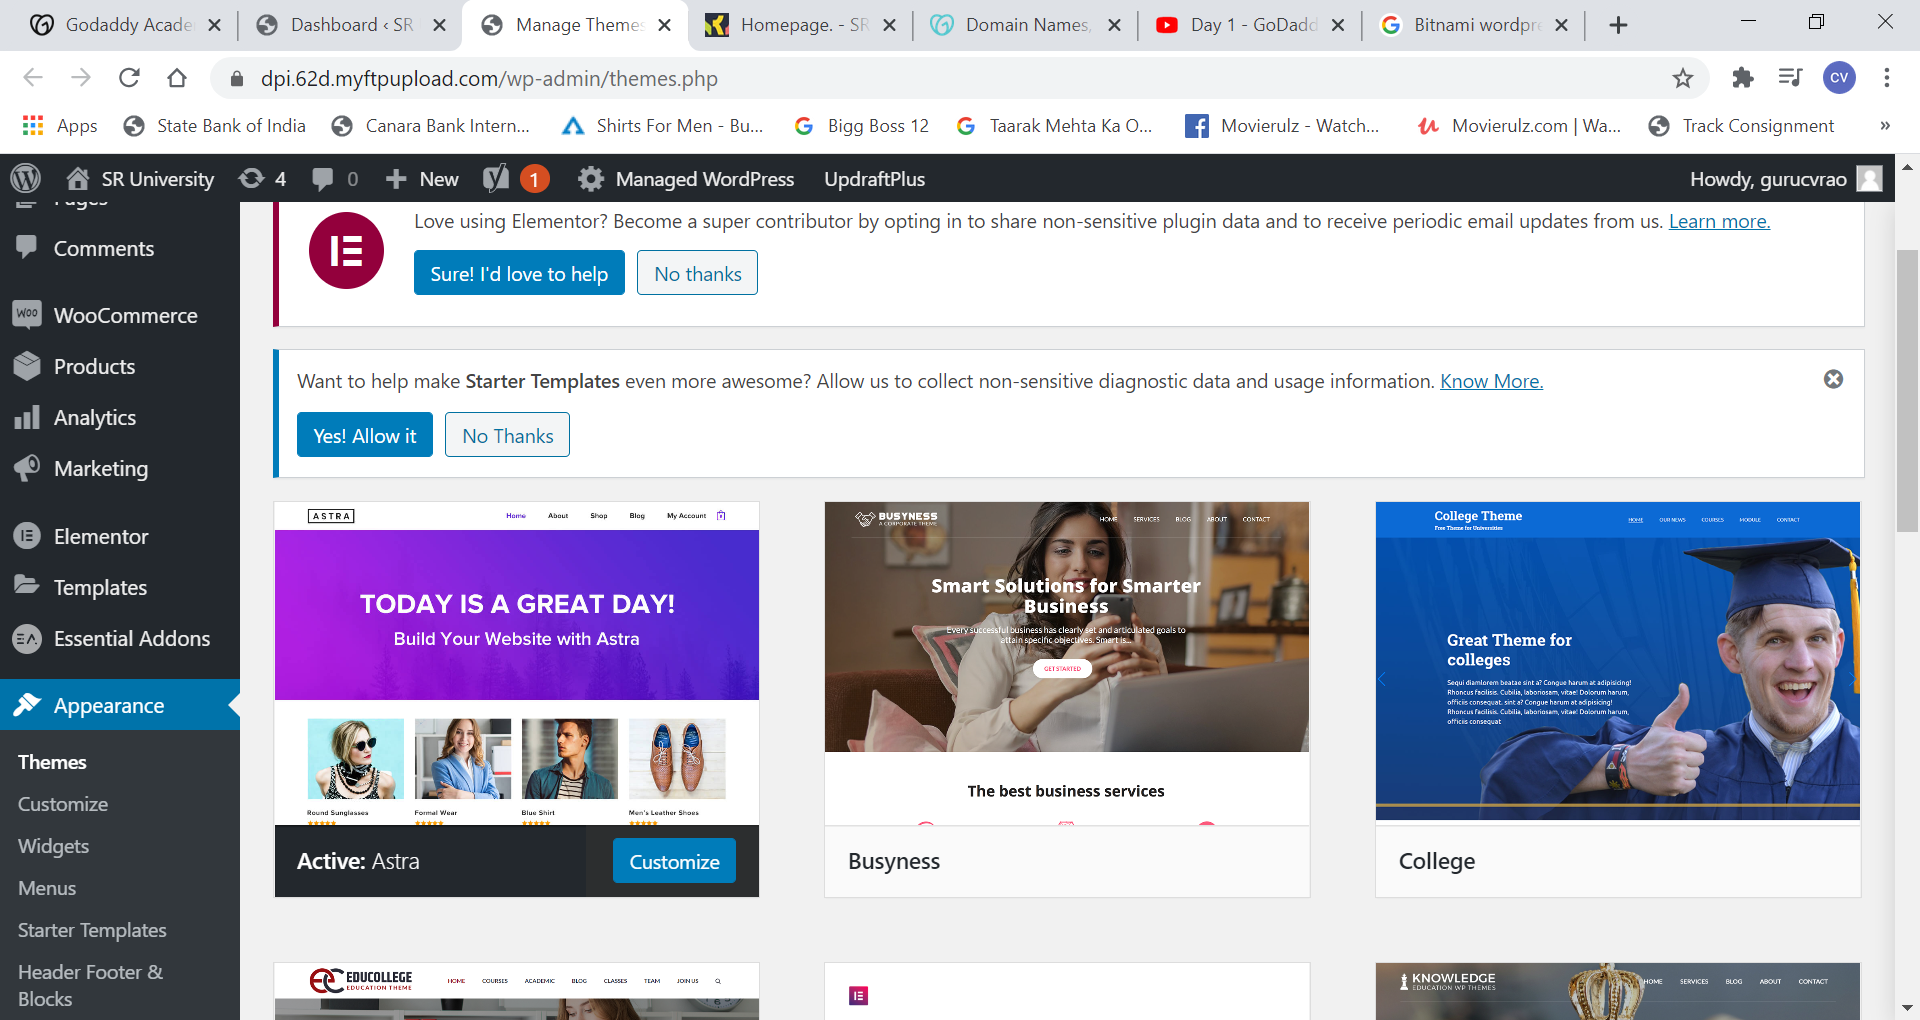 Godaddy Acade
Dashboard ‹ SR
Manage Themes
Homepage. - SR
Domain Names,
Day 1 - GoDadd
Bitnami wordpre
dpi.62d.myftpupload.com/wp-admin/themes.php
CV
Apps
State Bank of India
Canara Bank Intern...
Shirts For Men - Bu...
Bigg Boss 12
Taarak Mehta Ka O...
Movierulz - Watch...
Movierulz.com | Wa...
Track Consignment
»
SR University
4
0
New
1
Managed WordPress
UpdraftPlus
Howdy, gurucvrao
Pages
Comments
WooCommerce
Products
Analytics
Marketing
Elementor
Templates
Essential Addons
Appearance
Themes
Customize
Widgets
Menus
Starter Templates
Header Footer &
Blocks
Love using Elementor? Become a super contributor by opting in to share non-sensitive plugin data and to receive periodic email updates from us. Learn more.
Sure! I'd love to help
No thanks
Want to help make Starter Templates even more awesome? Allow us to collect non-sensitive diagnostic data and usage information. Know More.
Yes! Allow it
No Thanks
ASTRA
Home About Shop Blog My Account
TODAY IS A GREAT DAY!
Build Your Website with Astra
Round Sunglasses
Formal Wear
Blue Shirt
Men's Leather Shoes
Active: Astra
Customize
BUSYNESS
A CORPORATE THEME
HOME SERVICES BLOG ABOUT CONTACT
Smart Solutions for Smarter
Business
Every successful business has clearly set and articulated goals to
attain specific objectives. Smart is...
GET STARTED
The best business services
Busyness
College Theme
Free Theme for Universities
HOME OUR NEWS COURSES MODULE CONTACT
Great Theme for
colleges
Sequi diamlorem beatae sint a? Congue harum at adipisicing!
Rhoncus facilisis. Cubilia, laboriosam, vitae! Dolorum harum,
officiis consequat. sint a? Congue harum at adipisicing!
Rhoncus facilisis. Cubilia, laboriosam, vitae! Dolorum harum,
officiis consequat
College
EDUCOLLEGE
EDUCATION THEME
HOME COURSES ACADEMIC BLOG CLASSES TEAM JOIN US
KNOWLEDGE
EDUCATION WP THEMES
HOME SERVICES BLOG ABOUT CONTACT